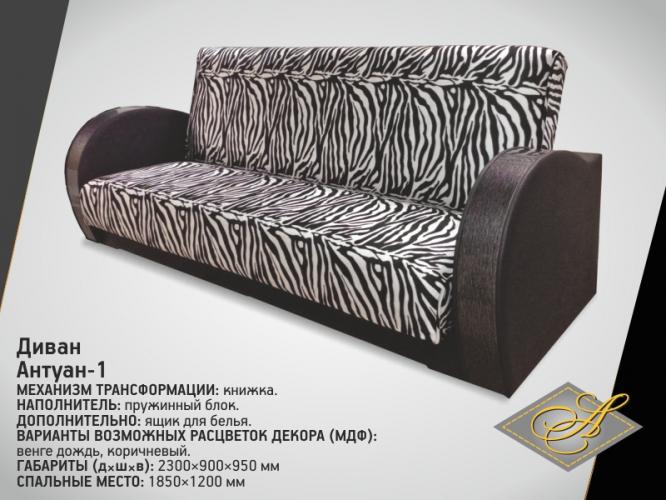 Диван
Антуан-1
МЕХАНИЗМ ТРАНСФОРМАЦИИ: книжка.
НАПОЛНИТЕЛЬ: пружинный блок.
ДОПОЛНИТЕЛЬНО: ящик для белья.
ВАРИАНТЫ ВОЗМОЖНЫХ РАСЦВЕТОК ДЕКОРА (МДФ):
венге дождь, коричневый.
ГАБАРИТЫ (д×ш×в): 2300×900×950 мм
СПАЛЬНЫЕ МЕСТО: 1850×1200 мм
А